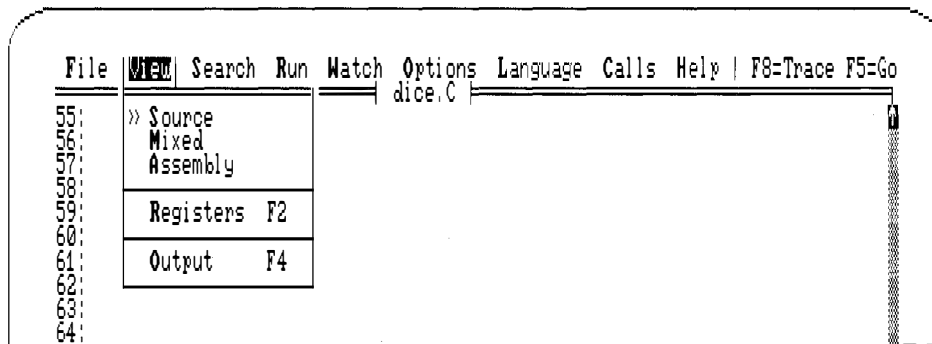 File View Search Run Watch Options Language Calls Help | F8=Trace F5=Go
dice.C
55: » Source
56: Mixed
57: Assembly
58:
59: Registers F2
60:
61: Output F4
62:
63:
64: